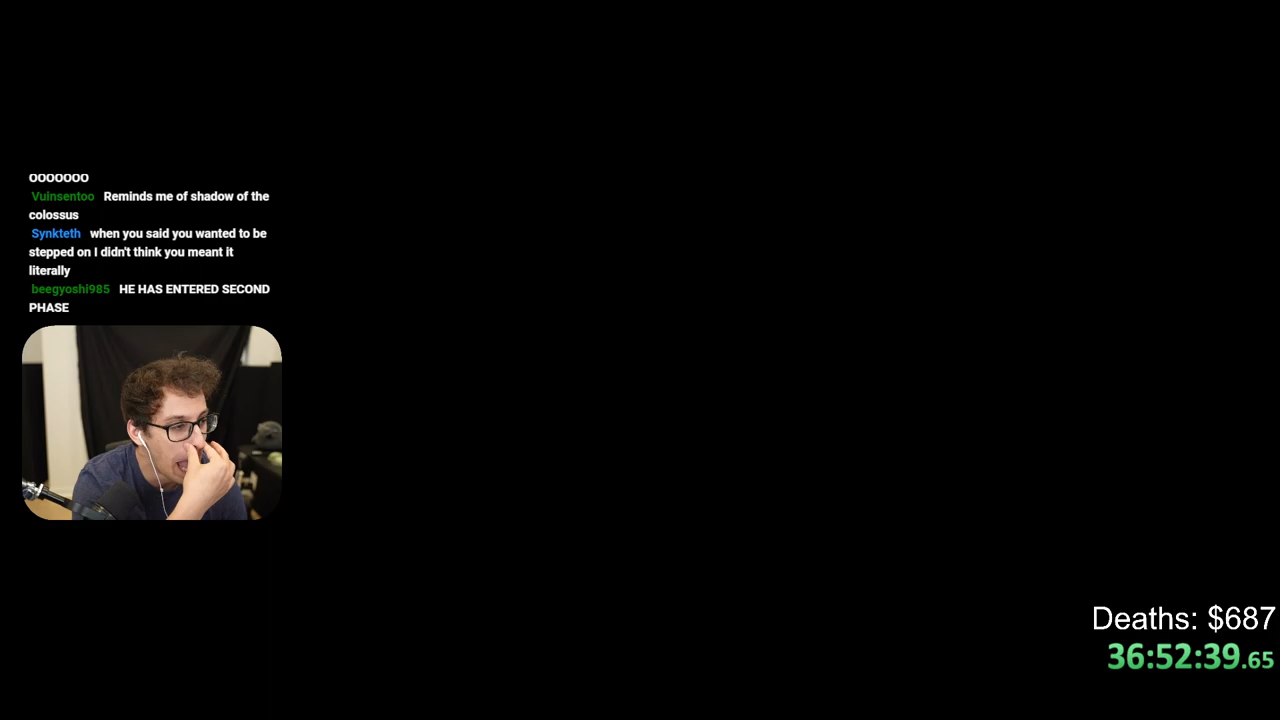 OOOOOOO
Vuinsentoo Reminds me of shadow of the
colossus
Synkteth when you said you wanted to be
stepped on I didn't think you meant it
literally
beegyoshi985 HE HAS ENTERED SECOND
PHASE
Deaths: $687
36:52:39.65